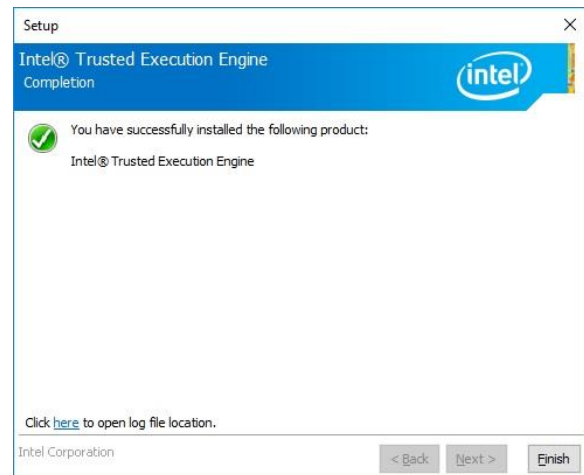 Setup
Intel® Trusted Execution Engine
Completion
intel
You have successfully installed the following product:
Intel® Trusted Execution Engine
Click here to open log file location.
Intel Corporation
< Back
Next >
Finish